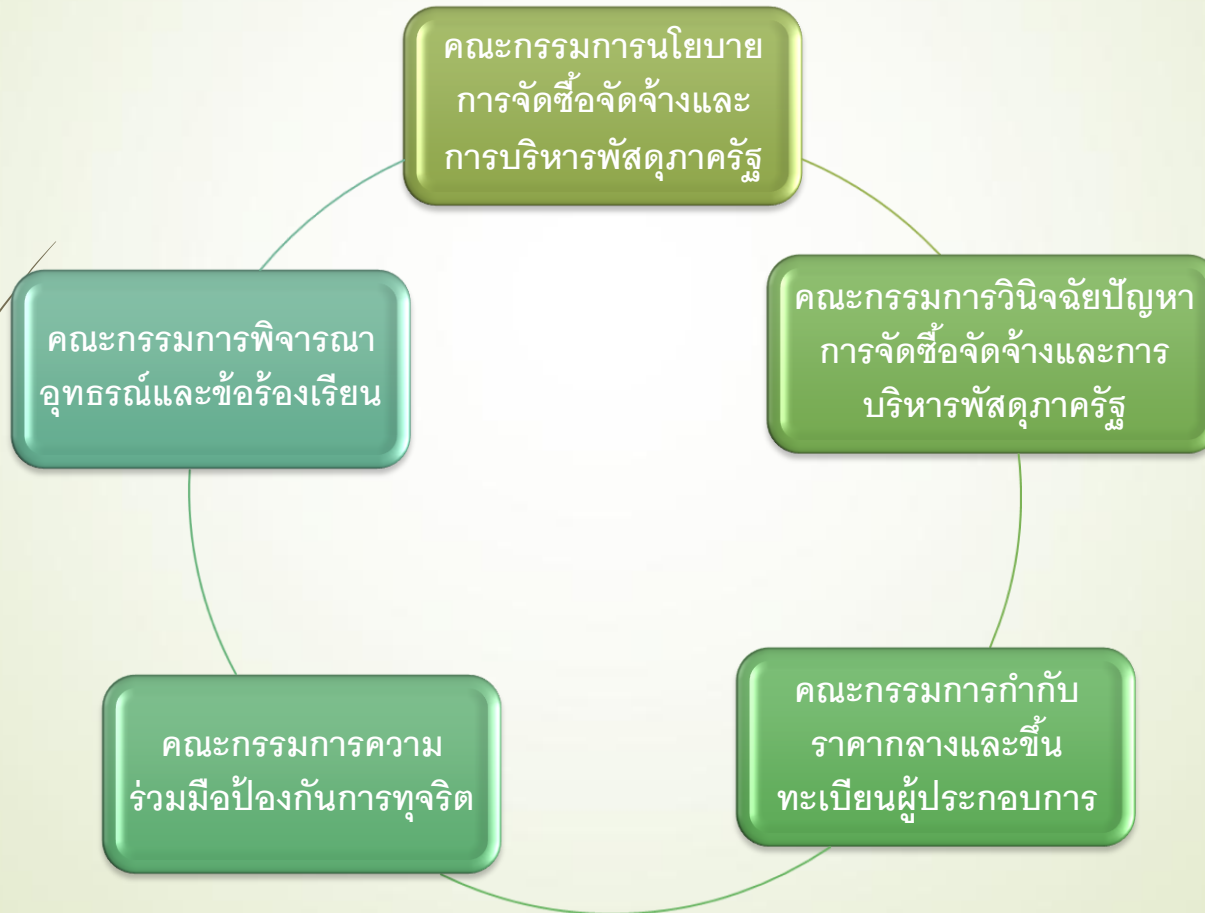 คณะกรรมการนโยบาย
การจัดซื้อจัดจ้างและ
การบริหารพัสดุภาครัฐ
คณะกรรมการวินิจฉัยปัญหา
การจัดซื้อจัดจ้างและการ
บริหารพัสดุภาครัฐ
คณะกรรมการกำกับ
ราคากลางและขึ้น
ทะเบียนผู้ประกอบการ
คณะกรรมการความ
ร่วมมือป้องกันการทุจริต
คณะกรรมการพิจารณา
อุทธรณ์และข้อร้องเรียน